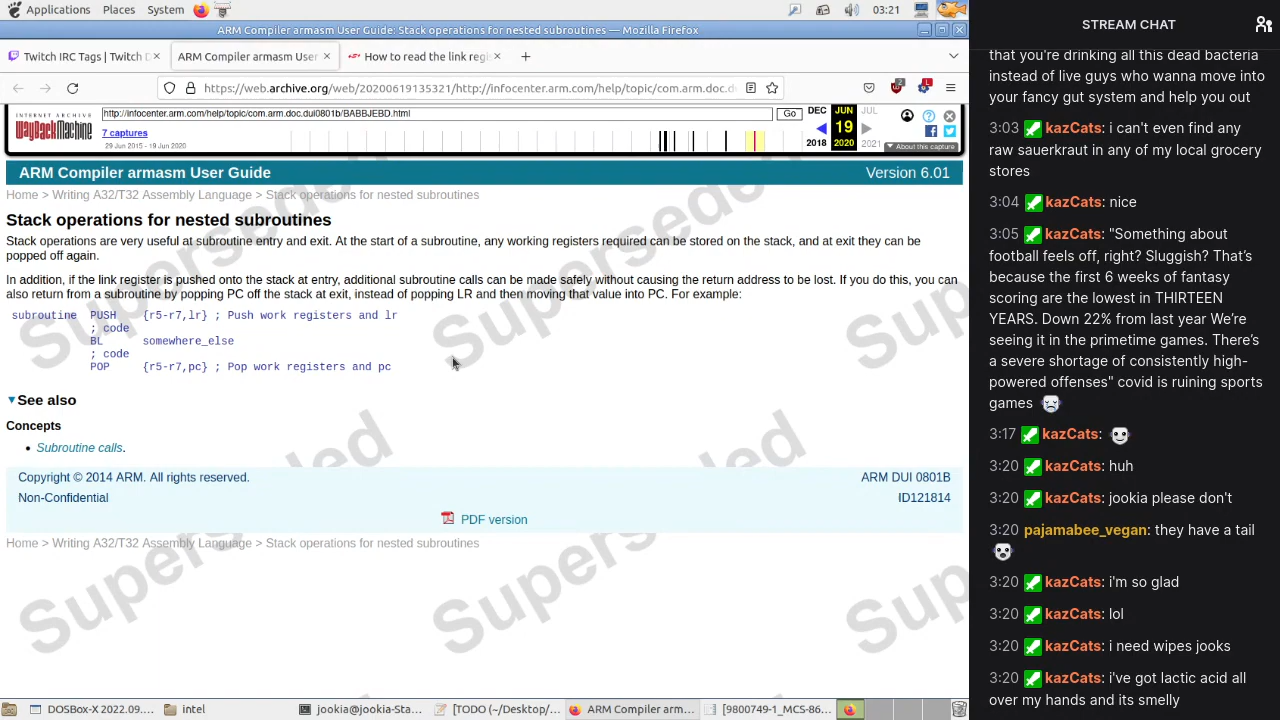 Applications Places System 03:21
ARM Compiler armasm User Guide: Stack operations for nested subroutines — Mozilla Firefox
Twitch IRC Tags | Twitch D
ARM Compiler armasm User
How to read the link regi
https://web.archive.org/web/20200619135321/http://infocenter.arm.com/help/topic/com.arm.doc.d
2
INTERNET ARCHIVE
WayBackMachine
http://infocenter.arm.com/help/topic/com.arm.doc.dui0801b/BABBJEBD.html
Go
DEC JUN JUL
7 captures
19
29 Jun 2015 - 19 Jun 2020
2018 2020 2021
▼ About this capture
ARM Compiler armasm User Guide Version 6.01
Home > Writing A32/T32 Assembly Language > Stack operations for nested subroutines
Stack operations for nested subroutines
Stack operations are very useful at subroutine entry and exit. At the start of a subroutine, any working registers required can be stored on the stack, and at exit they can be
popped off again.
In addition, if the link register is pushed onto the stack at entry, additional subroutine calls can be made safely without causing the return address to be lost. If you do this, you can
also return from a subroutine by popping PC off the stack at exit, instead of popping LR and then moving that value into PC. For example:
subroutine PUSH {r5-r7,lr} ; Push work registers and lr
; code
BL somewhere_else
; code
POP {r5-r7,pc} ; Pop work registers and pc
▼See also
Concepts
• Subroutine calls.
Copyright © 2014 ARM. All rights reserved. ARM DUI 0801B
Non-Confidential ID121814
PDF version
Home > Writing A32/T32 Assembly Language > Stack operations for nested subroutines
Superseded
Superseded
DOSBox-X 2022.09....
intel
jookia@jookia-Sta...
[TODO (~/Desktop/...
ARM Compiler arm...
[9800749-1_MCS-86...
STREAM CHAT
that you're drinking all this dead bacteria
instead of live guys who wanna move into
your fancy gut system and help you out
3:03 kazCats: i can't even find any
raw sauerkraut in any of my local grocery
stores
3:04 kazCats: nice
3:05 kazCats: "Something about
football feels off, right? Sluggish? That’s
because the first 6 weeks of fantasy
scoring are the lowest in THIRTEEN
YEARS. Down 22% from last year We’re
seeing it in the primetime games. There’s
a severe shortage of consistently high-
powered offenses" covid is ruining sports
games
3:17 kazCats:
3:20 kazCats: huh
3:20 kazCats: jookia please don't
3:20 pajamabee_vegan: they have a tail
3:20 kazCats: i'm so glad
3:20 kazCats: lol
3:20 kazCats: i need wipes jooks
3:20 kazCats: i've got lactic acid all
over my hands and its smelly